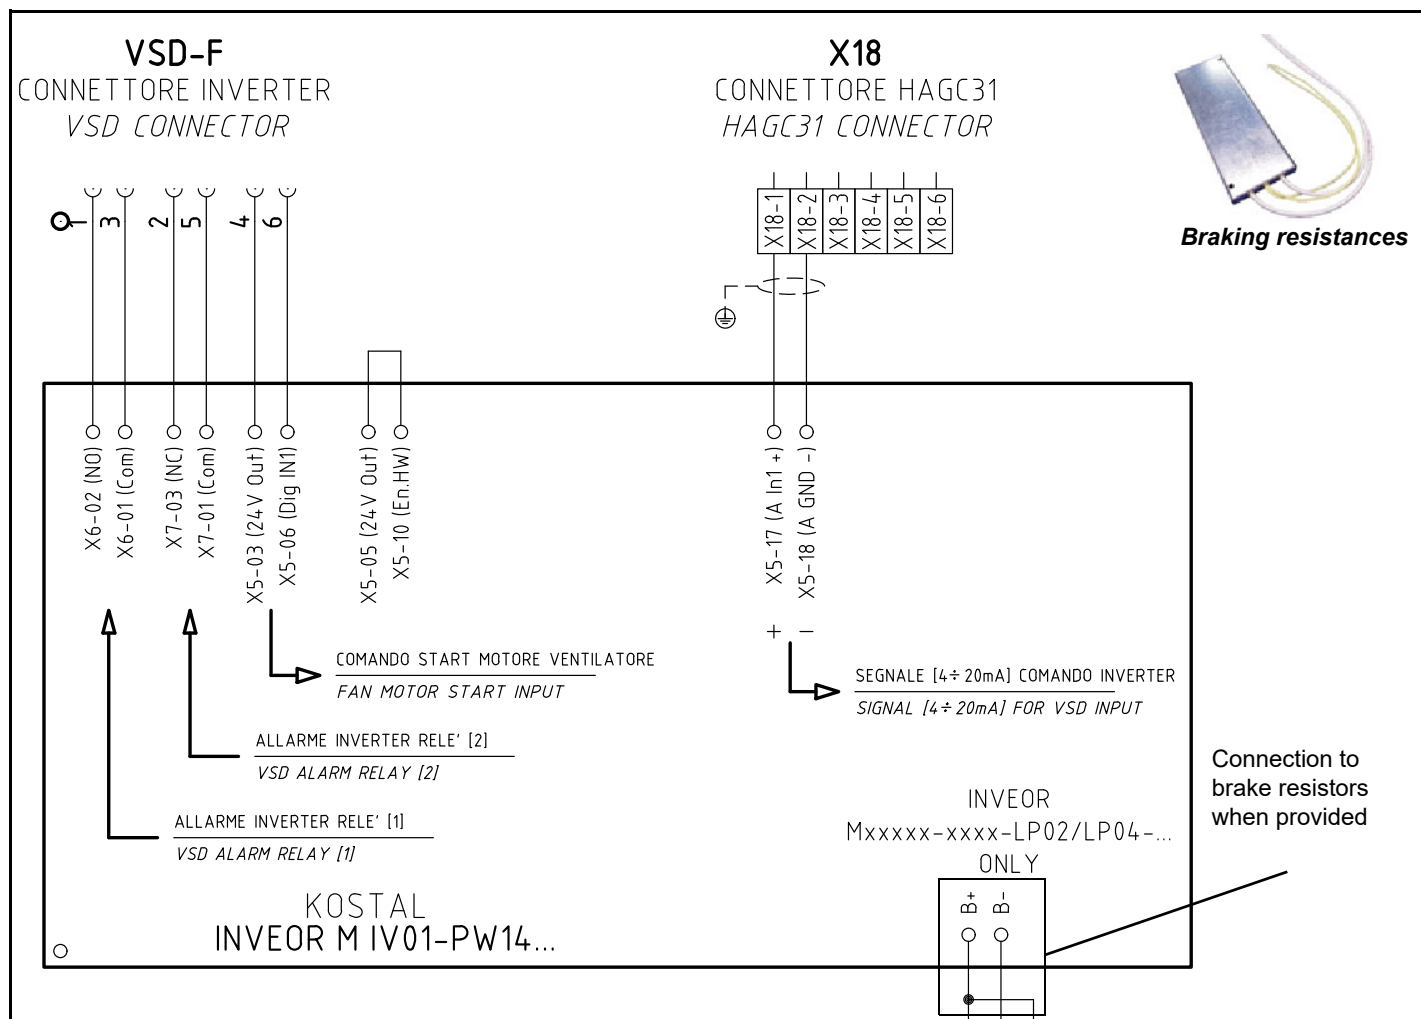 VSD-F
CONNETTORE INVERTER
VSD CONNECTOR
X18
CONNETTORE HAGC31
HAGC31 CONNECTOR
Braking resistances
1
3
2
5
4
6
X18-1
X18-2
X18-3
X18-4
X18-5
X18-6
X6-02 (NO)
X6-01 (Com)
X7-03 (NC)
X7-01 (Com)
X5-03 (24V Out)
X5-06 (Dig IN1)
X5-05 (24V Out)
X5-10 (En.HW)
X5-17 (A In1 +)
X5-18 (A GND -)
+ −
COMANDO START MOTORE VENTILATORE
FAN MOTOR START INPUT
SEGNALE [4÷20mA] COMANDO INVERTER
SIGNAL [4÷20mA] FOR VSD INPUT
ALLARME INVERTER RELE' [2]
VSD ALARM RELAY [2]
ALLARME INVERTER RELE' [1]
VSD ALARM RELAY [1]
Connection to
brake resistors
when provided
INVEOR
Mxxxxx-xxxx-LP02/LP04-...
ONLY
B+
B-
KOSTAL
INVEOR M IV01-PW14...